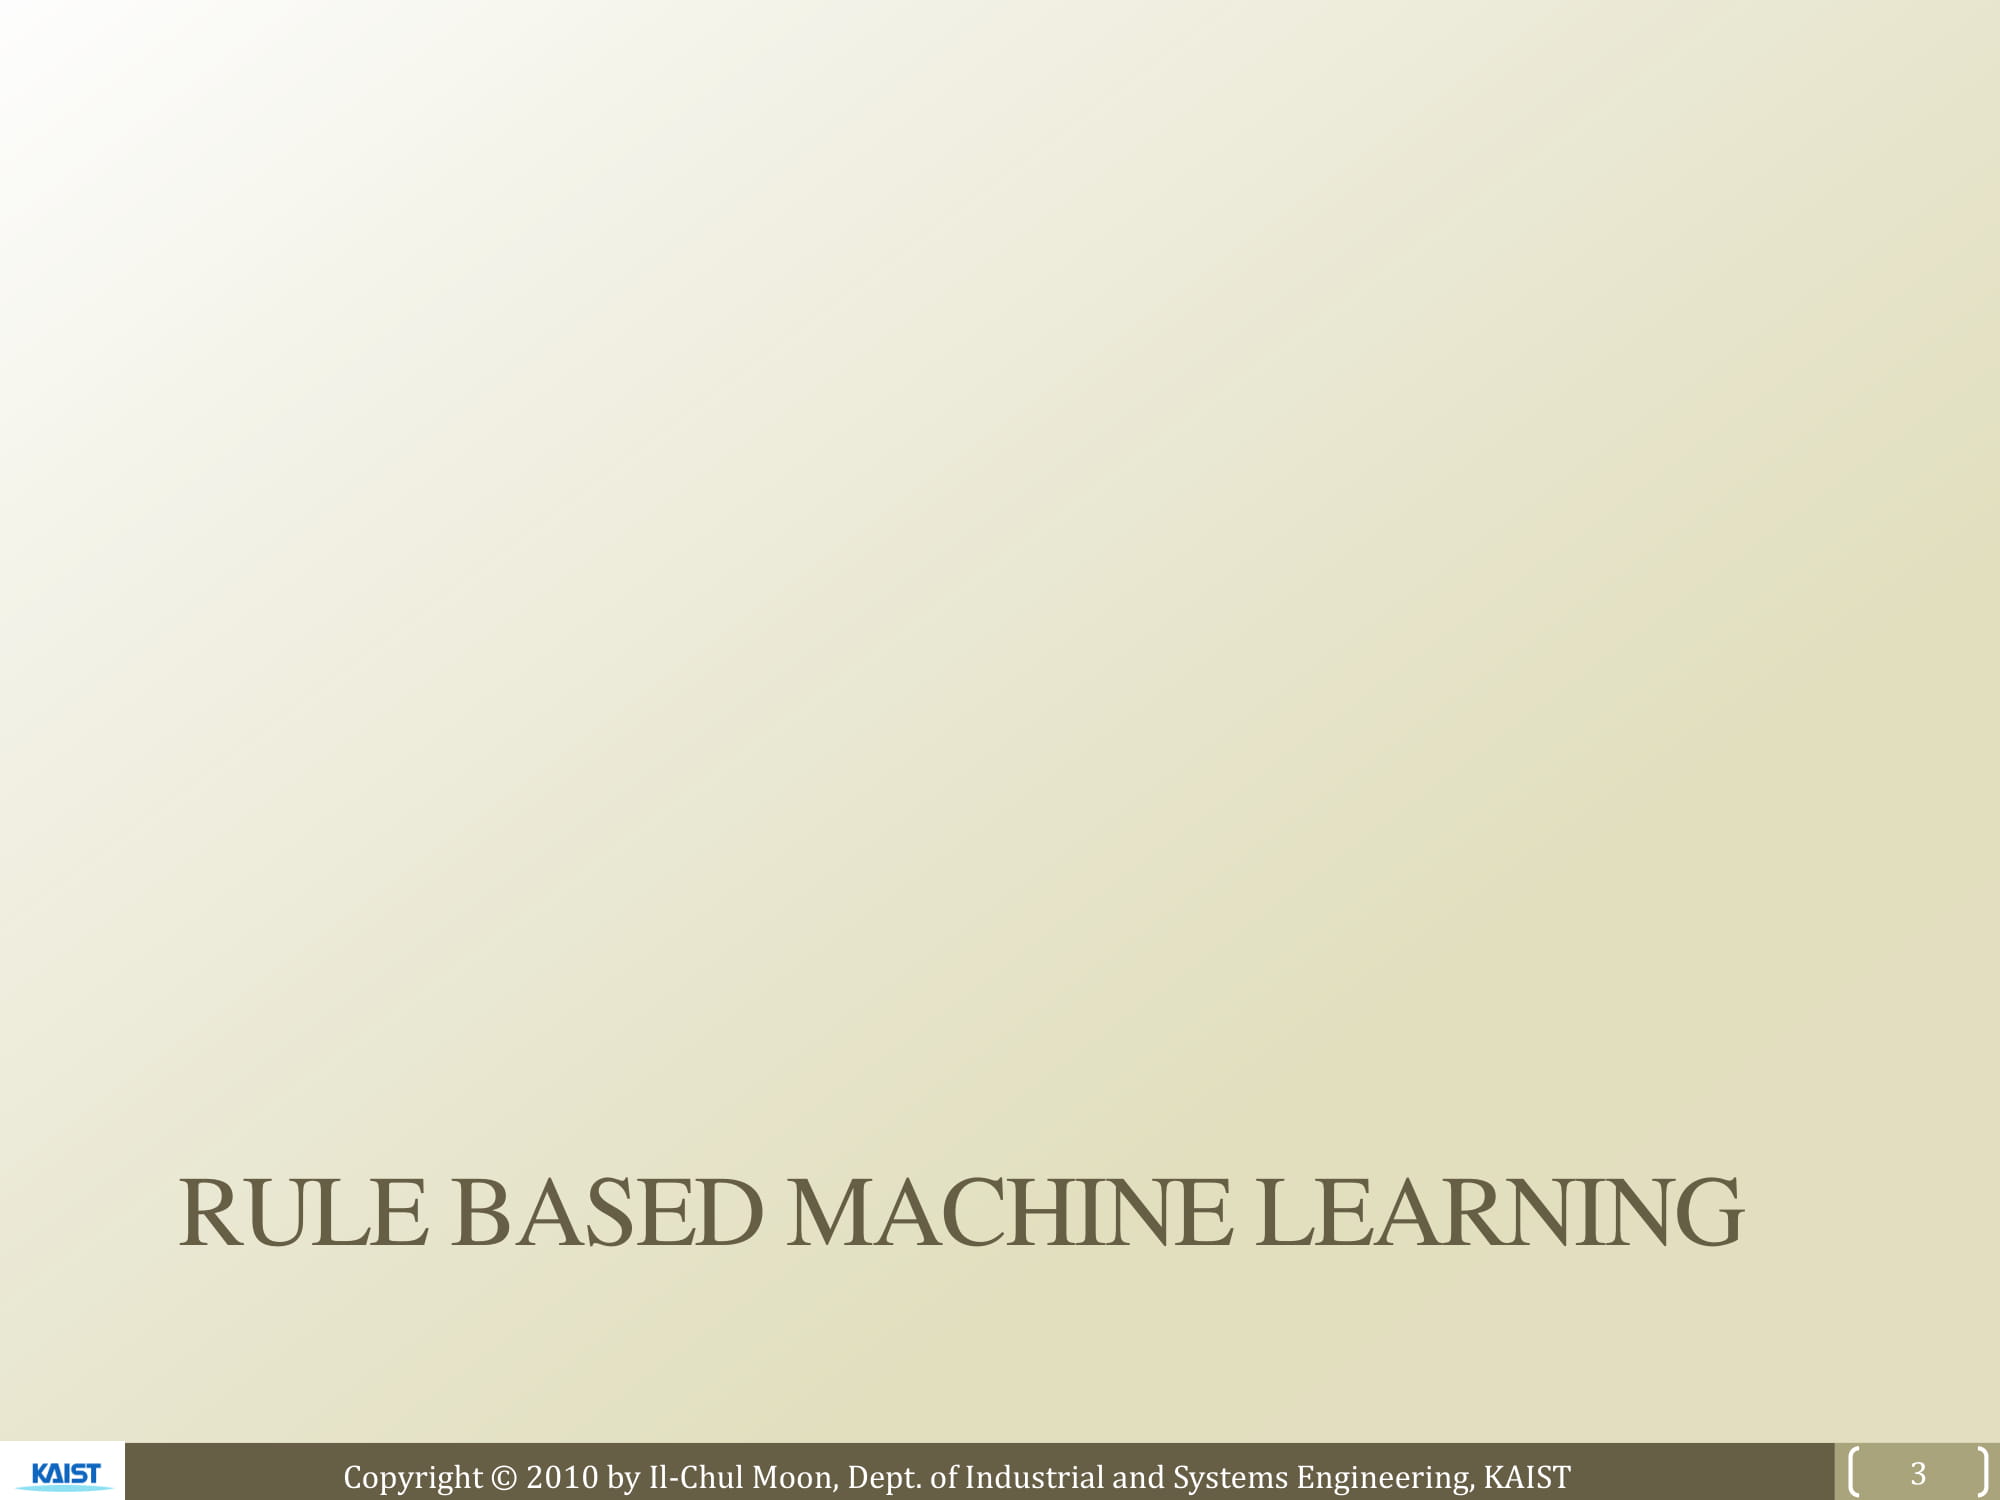 RULE BASED MACHINE LEARNING
KAIST
Copyright © 2010 by Il-Chul Moon, Dept. of Industrial and Systems Engineering, KAIST
3